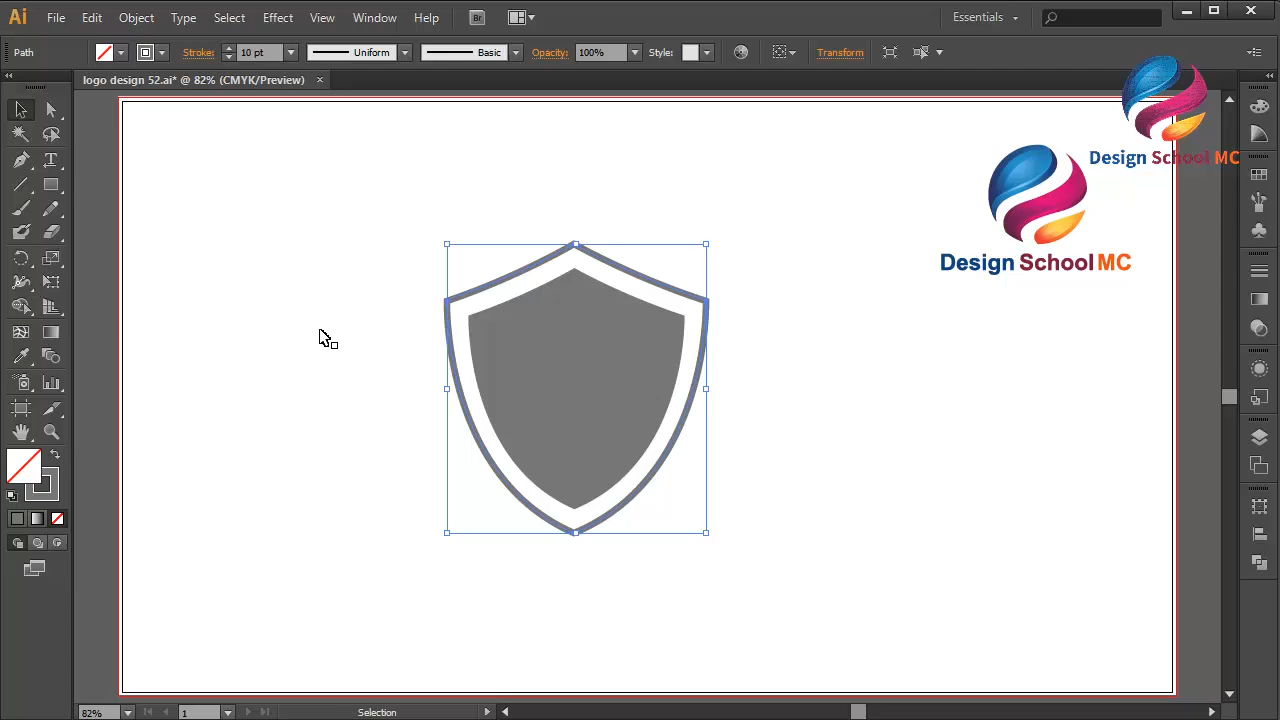 Ai File Edit Object Type Select Effect View Window Help Br Essentials
Path Stroke: 10 pt Uniform Basic Opacity: 100% Style: Transform
logo design 52.ai* @ 82% (CMYK/Preview) ×
Design School MC
Design School MC
82% 1 Selection